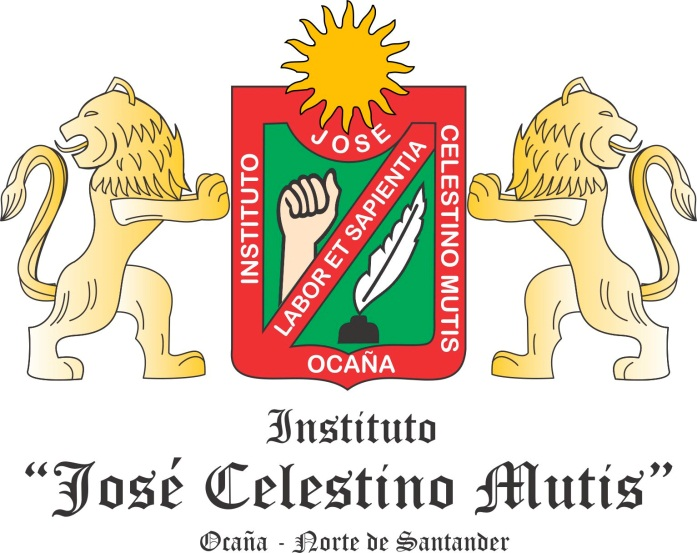 INSTITUTO
JOSÉ
CELESTINO MUTIS
LABOR ET SAPIENTIA
OCAÑA
Instituto
“José Celestino Mutis”
Ocaña - Norte de Santander